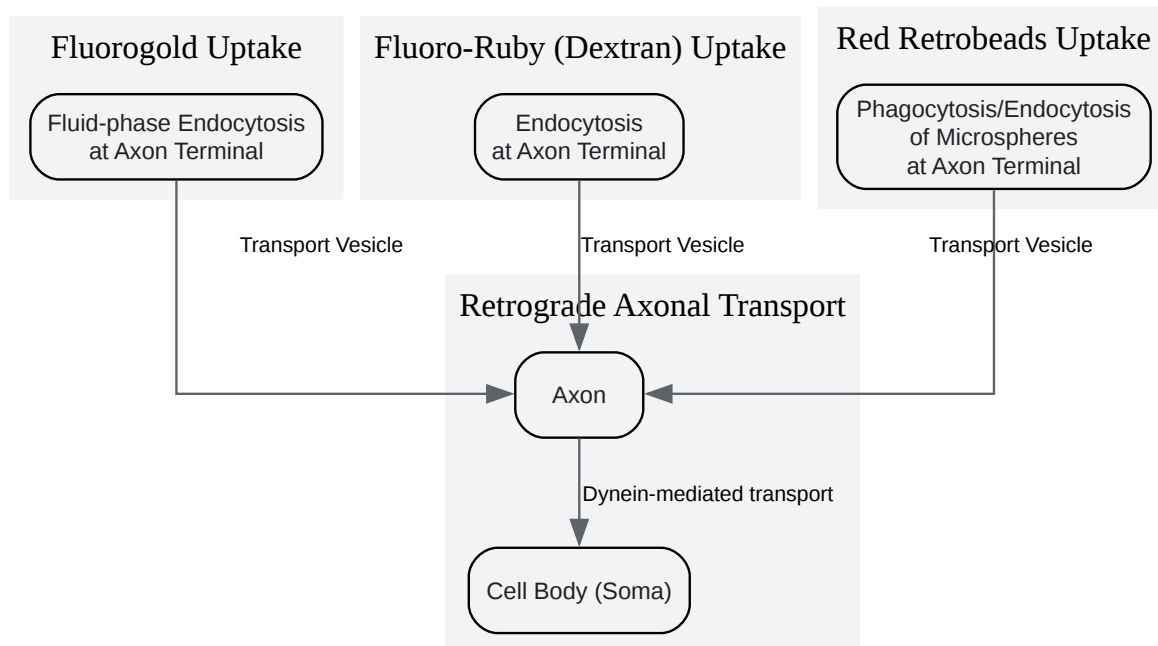 Fluorogold Uptake
Fluid-phase Endocytosis
at Axon Terminal
Fluoro-Ruby (Dextran) Uptake
Endocytosis
at Axon Terminal
Red Retrobeads Uptake
Phagocytosis/Endocytosis
of Microspheres
at Axon Terminal
Transport Vesicle
Transport Vesicle
Transport Vesicle
Retrograde Axonal Transport
Axon
Dynein-mediated transport
Cell Body (Soma)